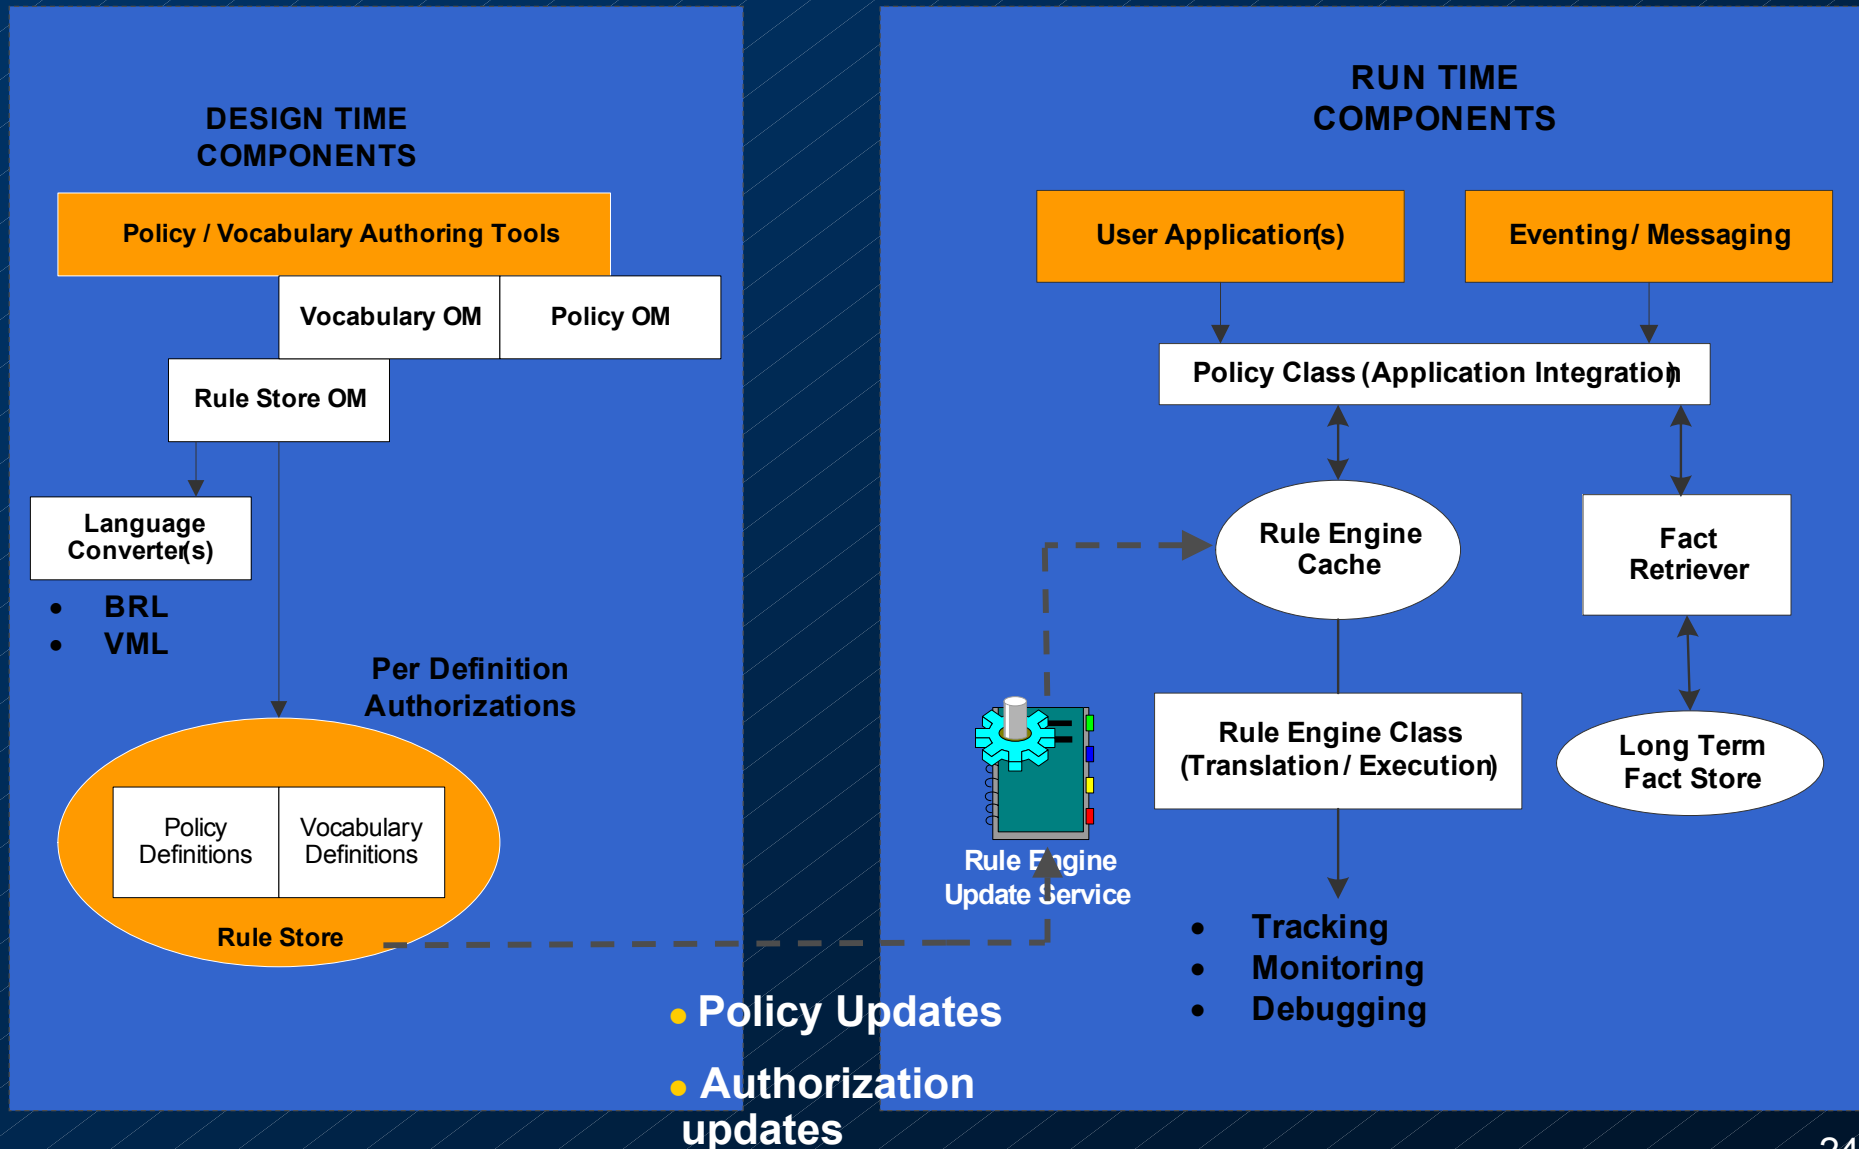 DESIGN TIME
COMPONENTS
Policy / Vocabulary Authoring Tools
Vocabulary OM
Policy OM
Rule Store OM
Language
Converter(s)
• BRL
• VML
Per Definition
Authorizations
Policy
Definitions
Vocabulary
Definitions
Rule Store
• Policy Updates
• Authorization
updates
RUN TIME
COMPONENTS
User Application(s)
Eventing / Messaging
Policy Class (Application Integration)
Rule Engine
Cache
Fact
Retriever
Rule Engine Class
(Translation / Execution)
Long Term
Fact Store
Rule Engine
Update Service
• Tracking
• Monitoring
• Debugging
24